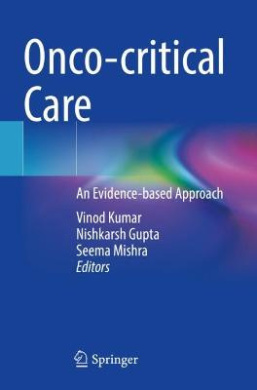 Onco-critical
Care
An Evidence-based Approach
Vinod Kumar
Nishkarsh Gupta
Seema Mishra
Editors
Springer